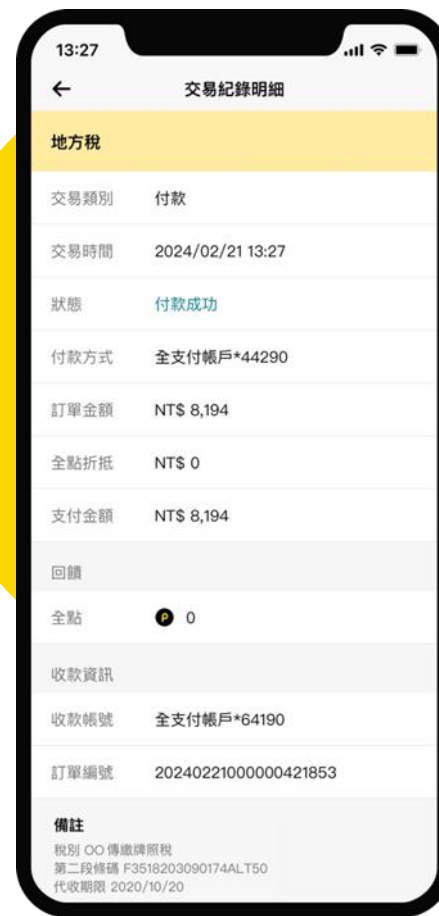 13:27
交易紀錄明細
地方稅
交易類別 付款
交易時間 2024/02/21 13:27
狀態 付款成功
付款方式 全支付帳戶*44290
訂單金額 NT$ 8,194
全點折抵 NT$ 0
支付金額 NT$ 8,194
回饋
全點 P 0
收款資訊
收款帳號 全支付帳戶*64190
訂單編號 20240221000000421853
備註
稅別 OO 傳繳牌照稅
第二段條碼 F3518203090174ALT50
代收期限 2020/10/20